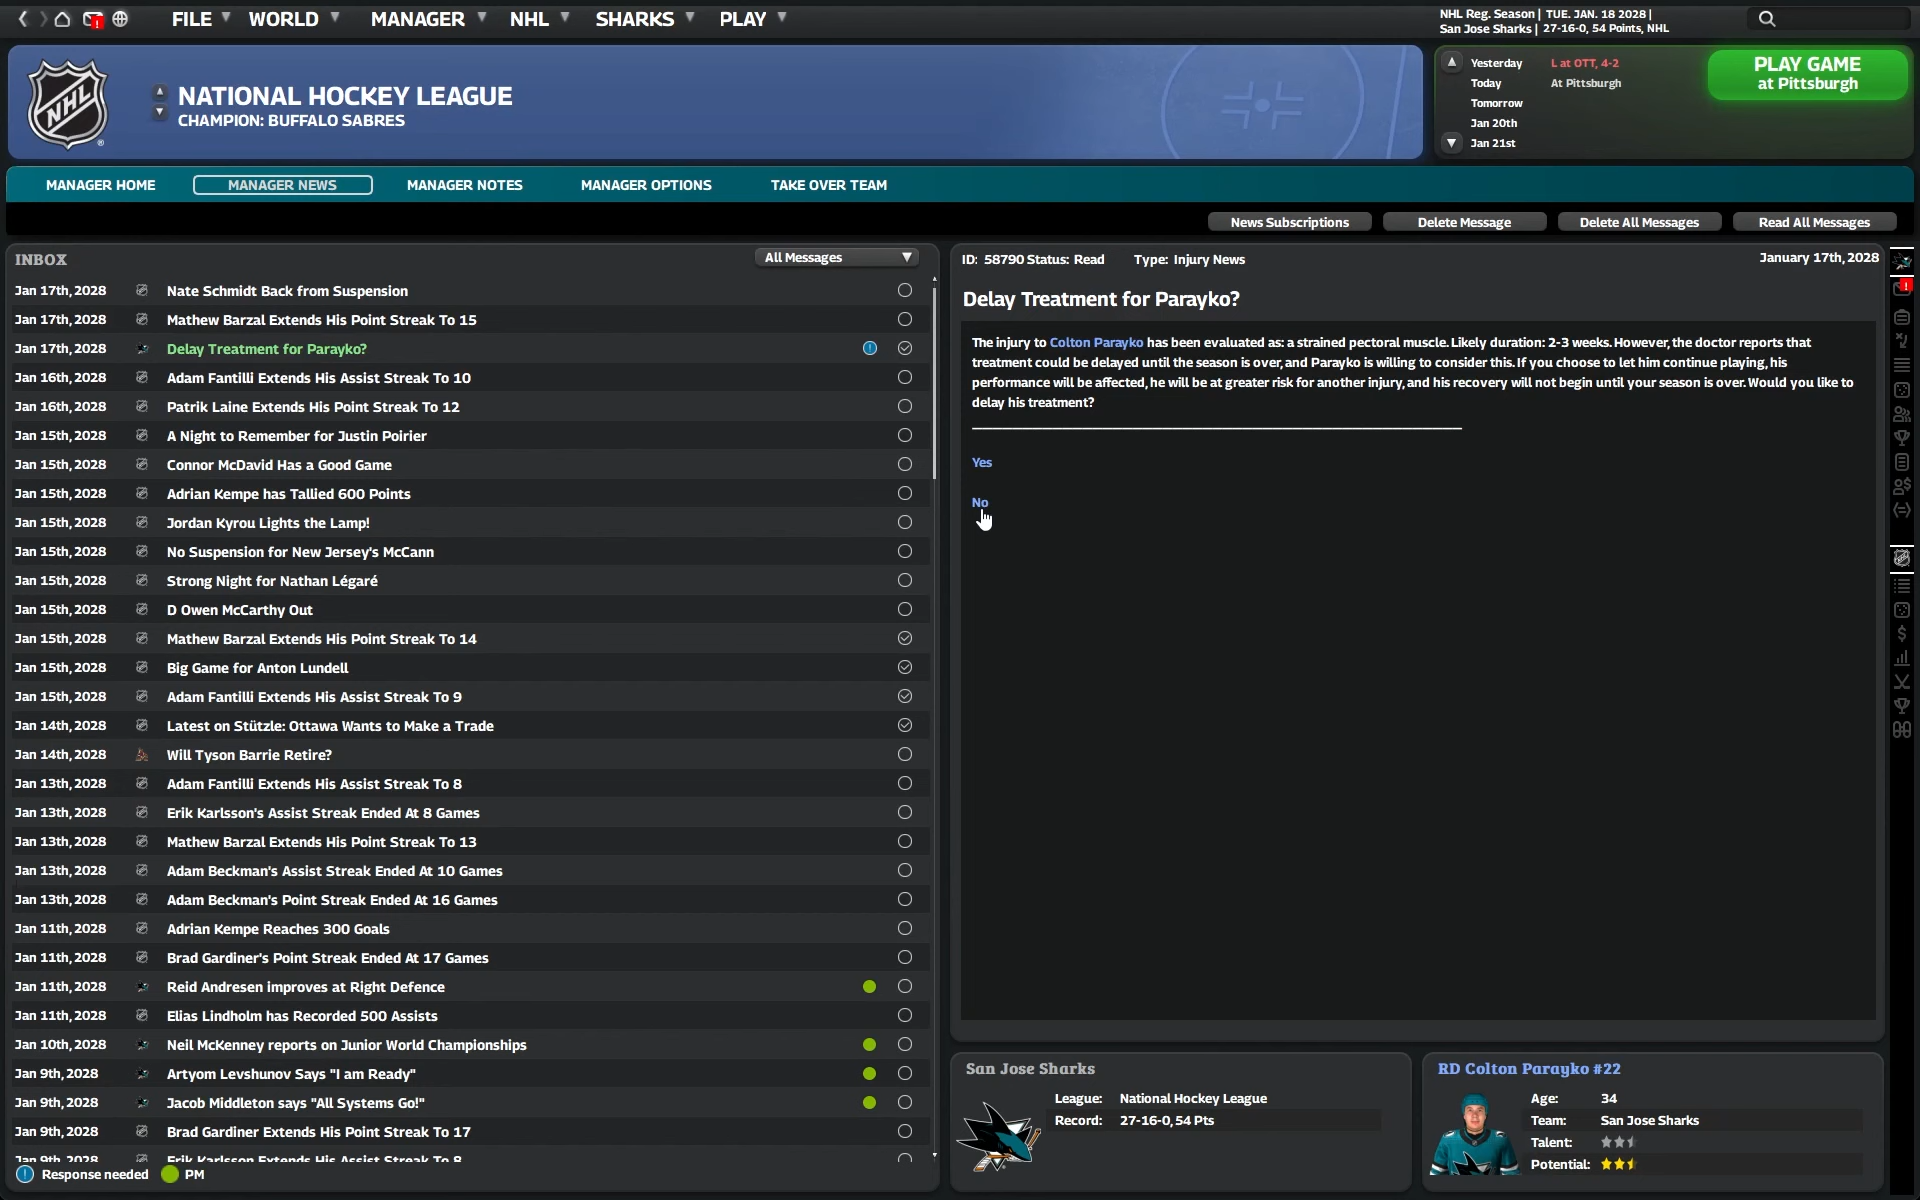 FILE WORLD MANAGER NHL SHARKS PLAY
NHL Reg. Season | TUE. JAN. 18 2028 |
San Jose Sharks | 27-16-0, 54 Points, NHL
NHL
NATIONAL HOCKEY LEAGUE
CHAMPION: BUFFALO SABRES
Yesterday L at OTT, 4-2
Today At Pittsburgh
Tomorrow
Jan 20th
Jan 21st
PLAY GAME
at Pittsburgh
MANAGER HOME MANAGER NEWS MANAGER NOTES MANAGER OPTIONS TAKE OVER TEAM
News Subscriptions Delete Message Delete All Messages Read All Messages
INBOX All Messages
Jan 17th, 2028 Nate Schmidt Back from Suspension
Jan 17th, 2028 Mathew Barzal Extends His Point Streak To 15
Jan 17th, 2028 Delay Treatment for Parayko?
Jan 16th, 2028 Adam Fantilli Extends His Assist Streak To 10
Jan 16th, 2028 Patrik Laine Extends His Point Streak To 12
Jan 15th, 2028 A Night to Remember for Justin Poirier
Jan 15th, 2028 Connor McDavid Has a Good Game
Jan 15th, 2028 Adrian Kempe has Tallied 600 Points
Jan 15th, 2028 Jordan Kyrou Lights the Lamp!
Jan 15th, 2028 No Suspension for New Jersey's McCann
Jan 15th, 2028 Strong Night for Nathan Légaré
Jan 15th, 2028 D Owen McCarthy Out
Jan 15th, 2028 Mathew Barzal Extends His Point Streak To 14
Jan 15th, 2028 Big Game for Anton Lundell
Jan 15th, 2028 Adam Fantilli Extends His Assist Streak To 9
Jan 14th, 2028 Latest on Stützle: Ottawa Wants to Make a Trade
Jan 14th, 2028 Will Tyson Barrie Retire?
Jan 13th, 2028 Adam Fantilli Extends His Assist Streak To 8
Jan 13th, 2028 Erik Karlsson's Assist Streak Ended At 8 Games
Jan 13th, 2028 Mathew Barzal Extends His Point Streak To 13
Jan 13th, 2028 Adam Beckman's Assist Streak Ended At 10 Games
Jan 13th, 2028 Adam Beckman's Point Streak Ended At 16 Games
Jan 11th, 2028 Adrian Kempe Reaches 300 Goals
Jan 11th, 2028 Brad Gardiner's Point Streak Ended At 17 Games
Jan 11th, 2028 Reid Andresen improves at Right Defence
Jan 11th, 2028 Elias Lindholm has Recorded 500 Assists
Jan 10th, 2028 Neil McKenney reports on Junior World Championships
Jan 9th, 2028 Artyom Levshunov Says "I am Ready"
Jan 9th, 2028 Jacob Middleton says "All Systems Go!"
Jan 9th, 2028 Brad Gardiner Extends His Point Streak To 17
Jan 9th, 2028 Erik Karlsson Extends His Assist Streak To 8
Response needed PM
ID: 58790 Status: Read Type: Injury News January 17th, 2028
Delay Treatment for Parayko?
The injury to Colton Parayko has been evaluated as: a strained pectoral muscle. Likely duration: 2-3 weeks. However, the doctor reports that
treatment could be delayed until the season is over, and Parayko is willing to consider this. If you choose to let him continue playing, his
performance will be affected, he will be at greater risk for another injury, and his recovery will not begin until your season is over. Would you like to
delay his treatment?
Yes
No
San Jose Sharks
League: National Hockey League
Record: 27-16-0, 54 Pts
RD Colton Parayko #22
Age: 34
Team: San Jose Sharks
Talent:
Potential: